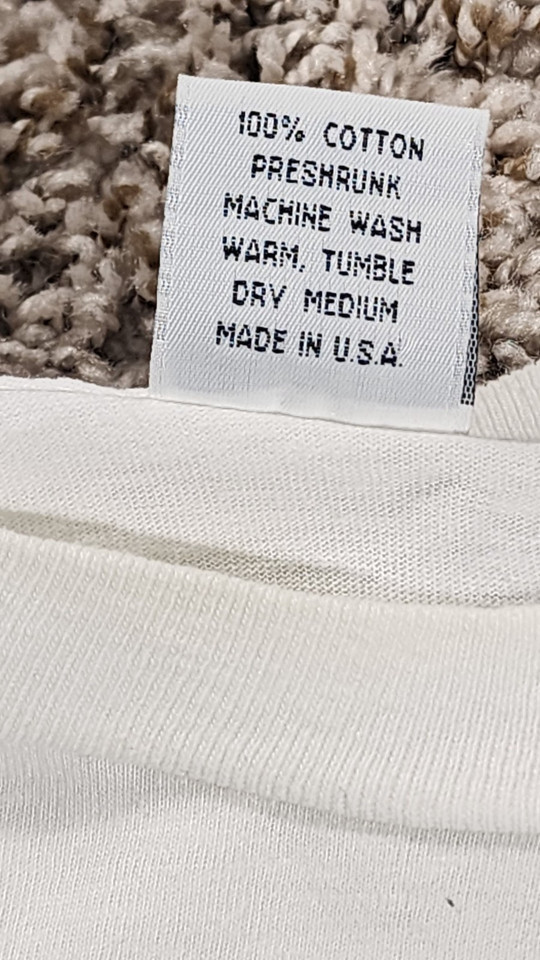 100% COTTON
PRESHRUNK
MACHINE WASH
WARM, TUMBLE
DRY MEDIUM
MADE IN U.S.A.